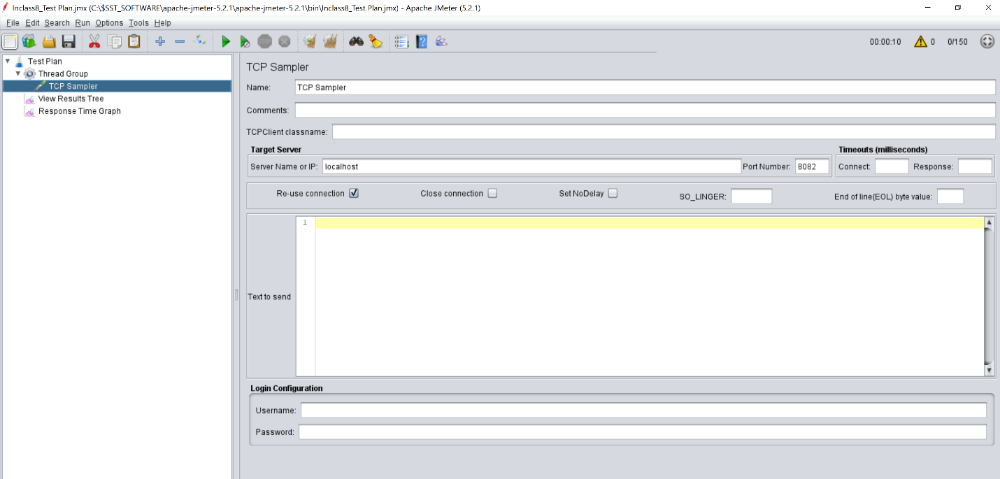 Inclass8_Test Plan.jmx (C:\$SST_SOFTWARE\apache-jmeter-5.2.1\apache-jmeter-5.2.1\bin\Inclass8_Test Plan.jmx) - Apache JMeter (5.2.1)
File Edit Search Run Options Tools Help
00:00:10 0 0/150
Test Plan
Thread Group
TCP Sampler
View Results Tree
Response Time Graph
TCP Sampler
Name: TCP Sampler
Comments:
TCPClient classname:
Target Server
Server Name or IP: localhost Port Number: 8082
Timeouts (milliseconds)
Connect: Response:
Re-use connection Close connection Set NoDelay SO_LINGER: End of line(EOL) byte value:
1
Text to send
Login Configuration
Username:
Password: